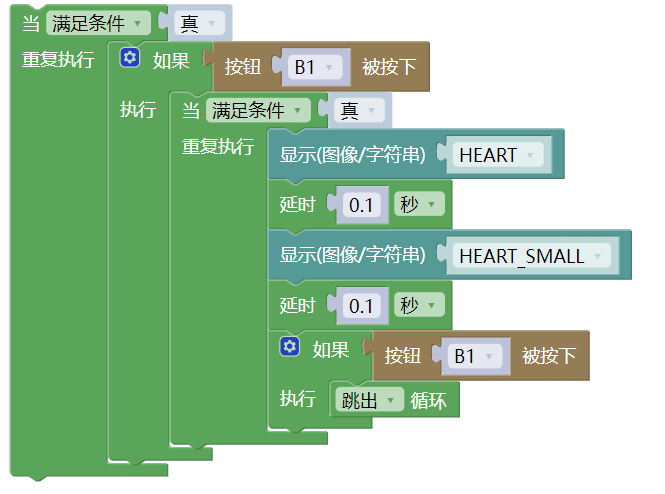 当 满足条件 真
重复执行 如果 按钮 B1 被按下
执行 当 满足条件 真
重复执行 显示(图像/字符串) HEART
延时 0.1 秒
显示(图像/字符串) HEART_SMALL
延时 0.1 秒
如果 按钮 B1 被按下
执行 跳出 循环